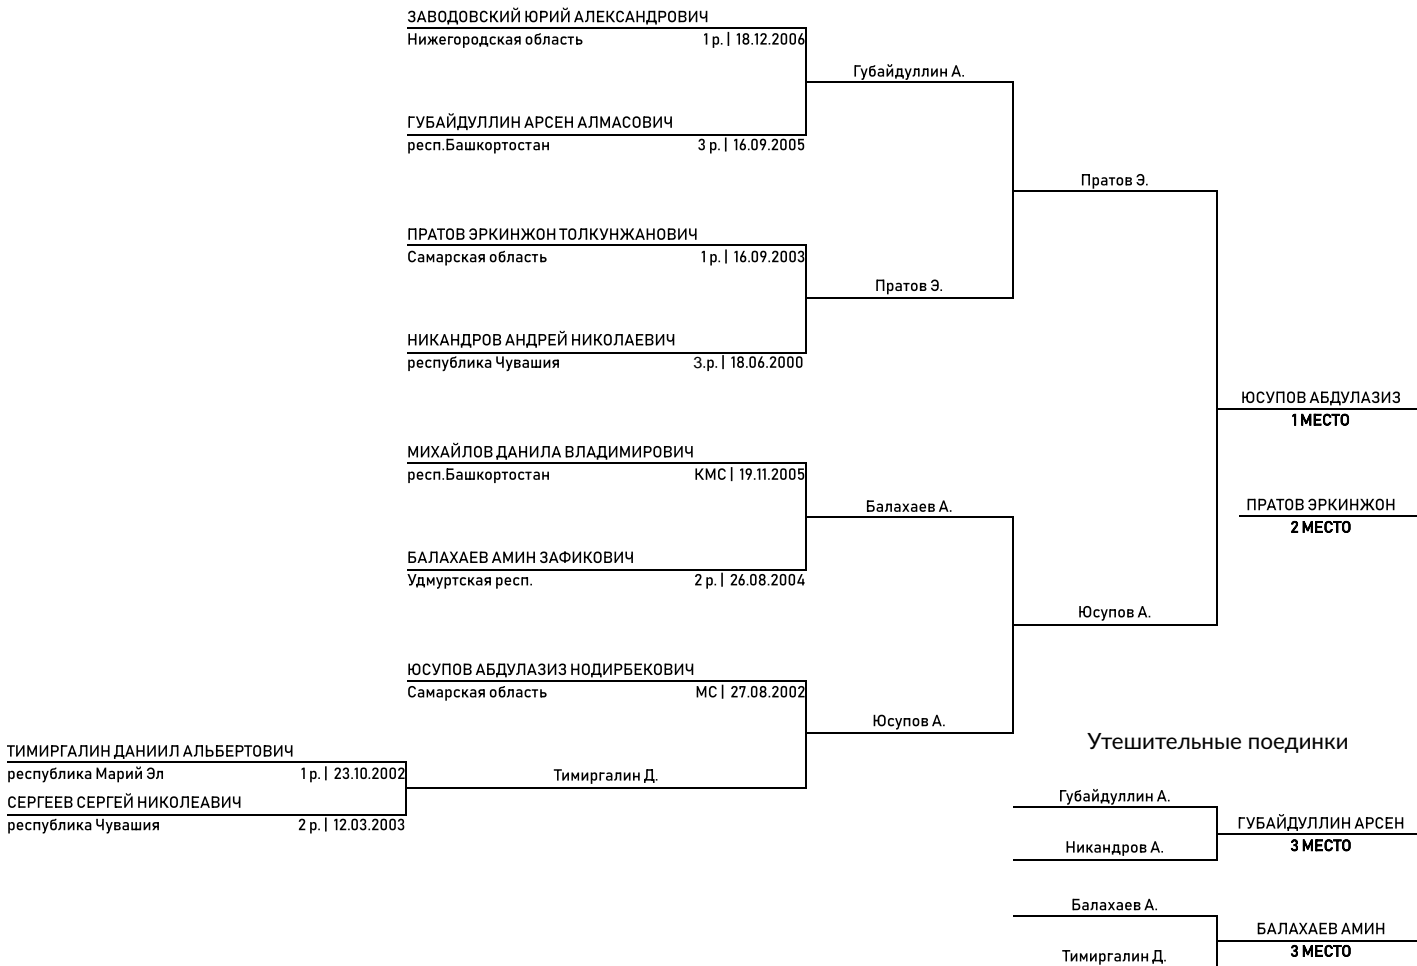 ЗАВОДОВСКИЙ ЮРИЙ АЛЕКСАНДРОВИЧ
Нижегородская область 1 р. | 18.12.2006
Губайдуллин А.
ГУБАЙДУЛЛИН АРСЕН АЛМАСОВИЧ
респ.Башкортостан 3 р. | 16.09.2005
Пратов Э.
ПРАТОВ ЭРКИНЖОН ТОЛКУНЖАНОВИЧ
Самарская область 1 р. | 16.09.2003
Пратов Э.
НИКАНДРОВ АНДРЕЙ НИКОЛАЕВИЧ
республика Чувашия 3.р. | 18.06.2000
ЮСУПОВ АБДУЛАЗИЗ
1 МЕСТО
МИХАЙЛОВ ДАНИЛА ВЛАДИМИРОВИЧ
респ.Башкортостан КМС | 19.11.2005
Балахаев А.
ПРАТОВ ЭРКИНЖОН
2 МЕСТО
БАЛАХАЕВ АМИН ЗАФИКОВИЧ
Удмуртская респ. 2 р. | 26.08.2004
Юсупов А.
ЮСУПОВ АБДУЛАЗИЗ НОДИРБЕКОВИЧ
Самарская область МС | 27.08.2002
Юсупов А.
Утешительные поединки
ТИМИРГАЛИН ДАНИИЛ АЛЬБЕРТОВИЧ
республика Марий Эл 1 р. | 23.10.2002
Тимиргалин Д.
СЕРГЕЕВ СЕРГЕЙ НИКОЛЕАВИЧ
республика Чувашия 2 р. | 12.03.2003
Губайдуллин А.
ГУБАЙДУЛЛИН АРСЕН
3 МЕСТО
Никандров А.
Балахаев А.
БАЛАХАЕВ АМИН
3 МЕСТО
Тимиргалин Д.